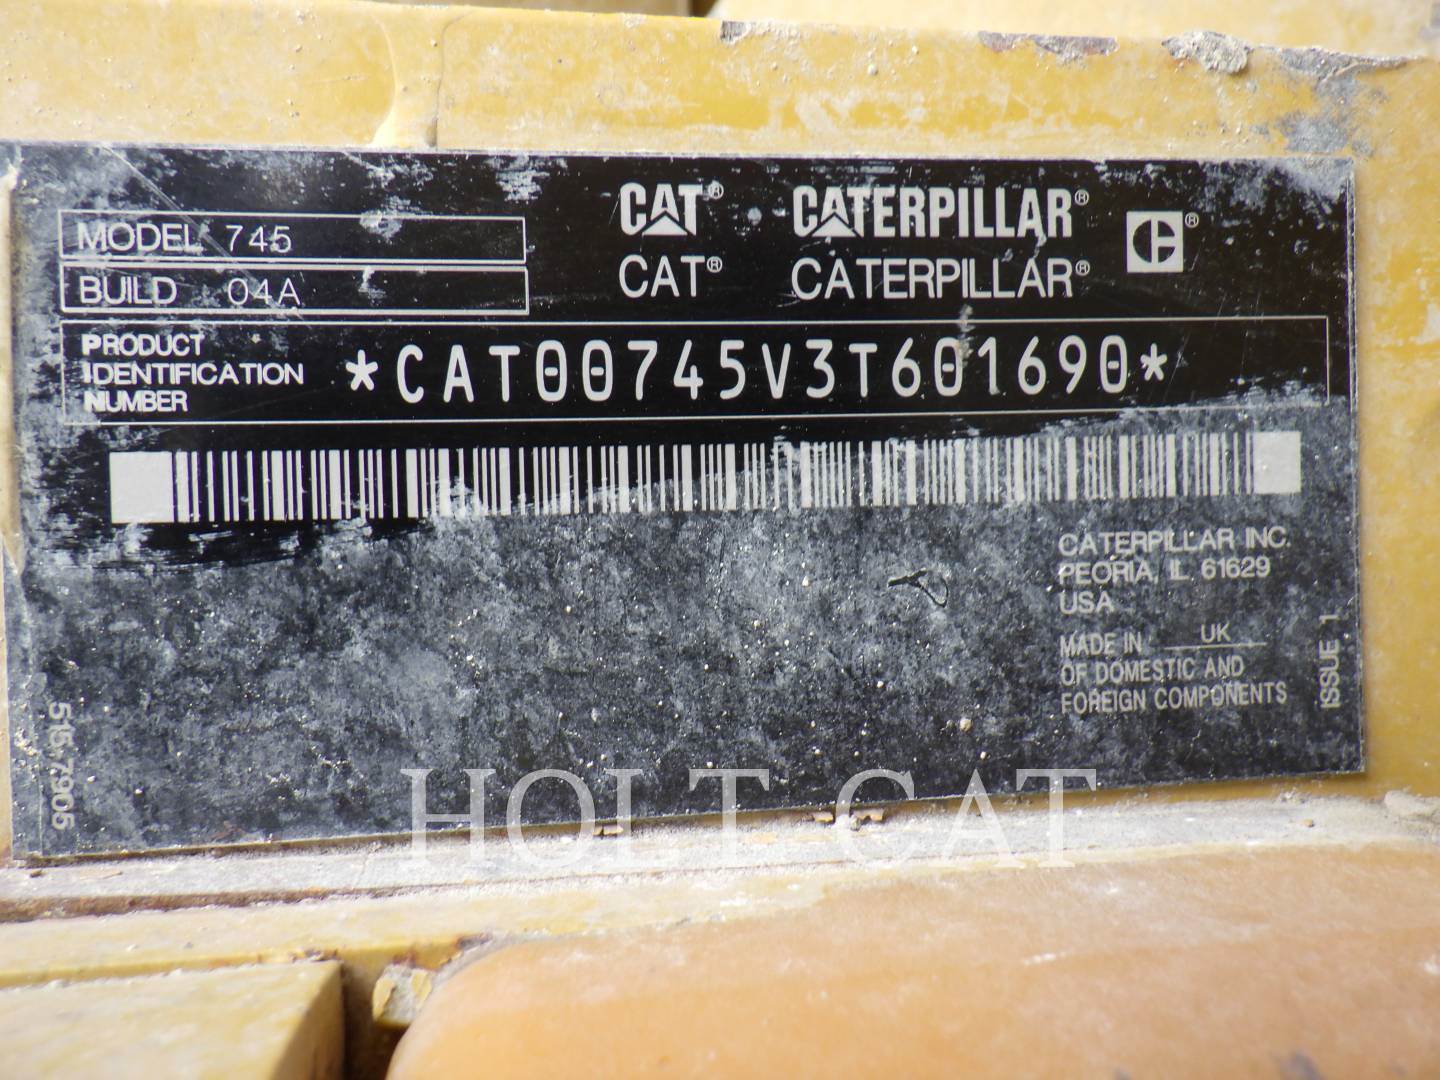 CAT® CATERPILLAR® C®
CAT® CATERPILLAR®
MODEL 745
BUILD 04A
PRODUCT
IDENTIFICATION
NUMBER
*CAT00745V3T601690*
CATERPILLAR INC.
PEORIA, IL 61629
USA
MADE IN UK
OF DOMESTIC AND
FOREIGN COMPONENTS
ISSUE 1
515-7905
HOLT CAT